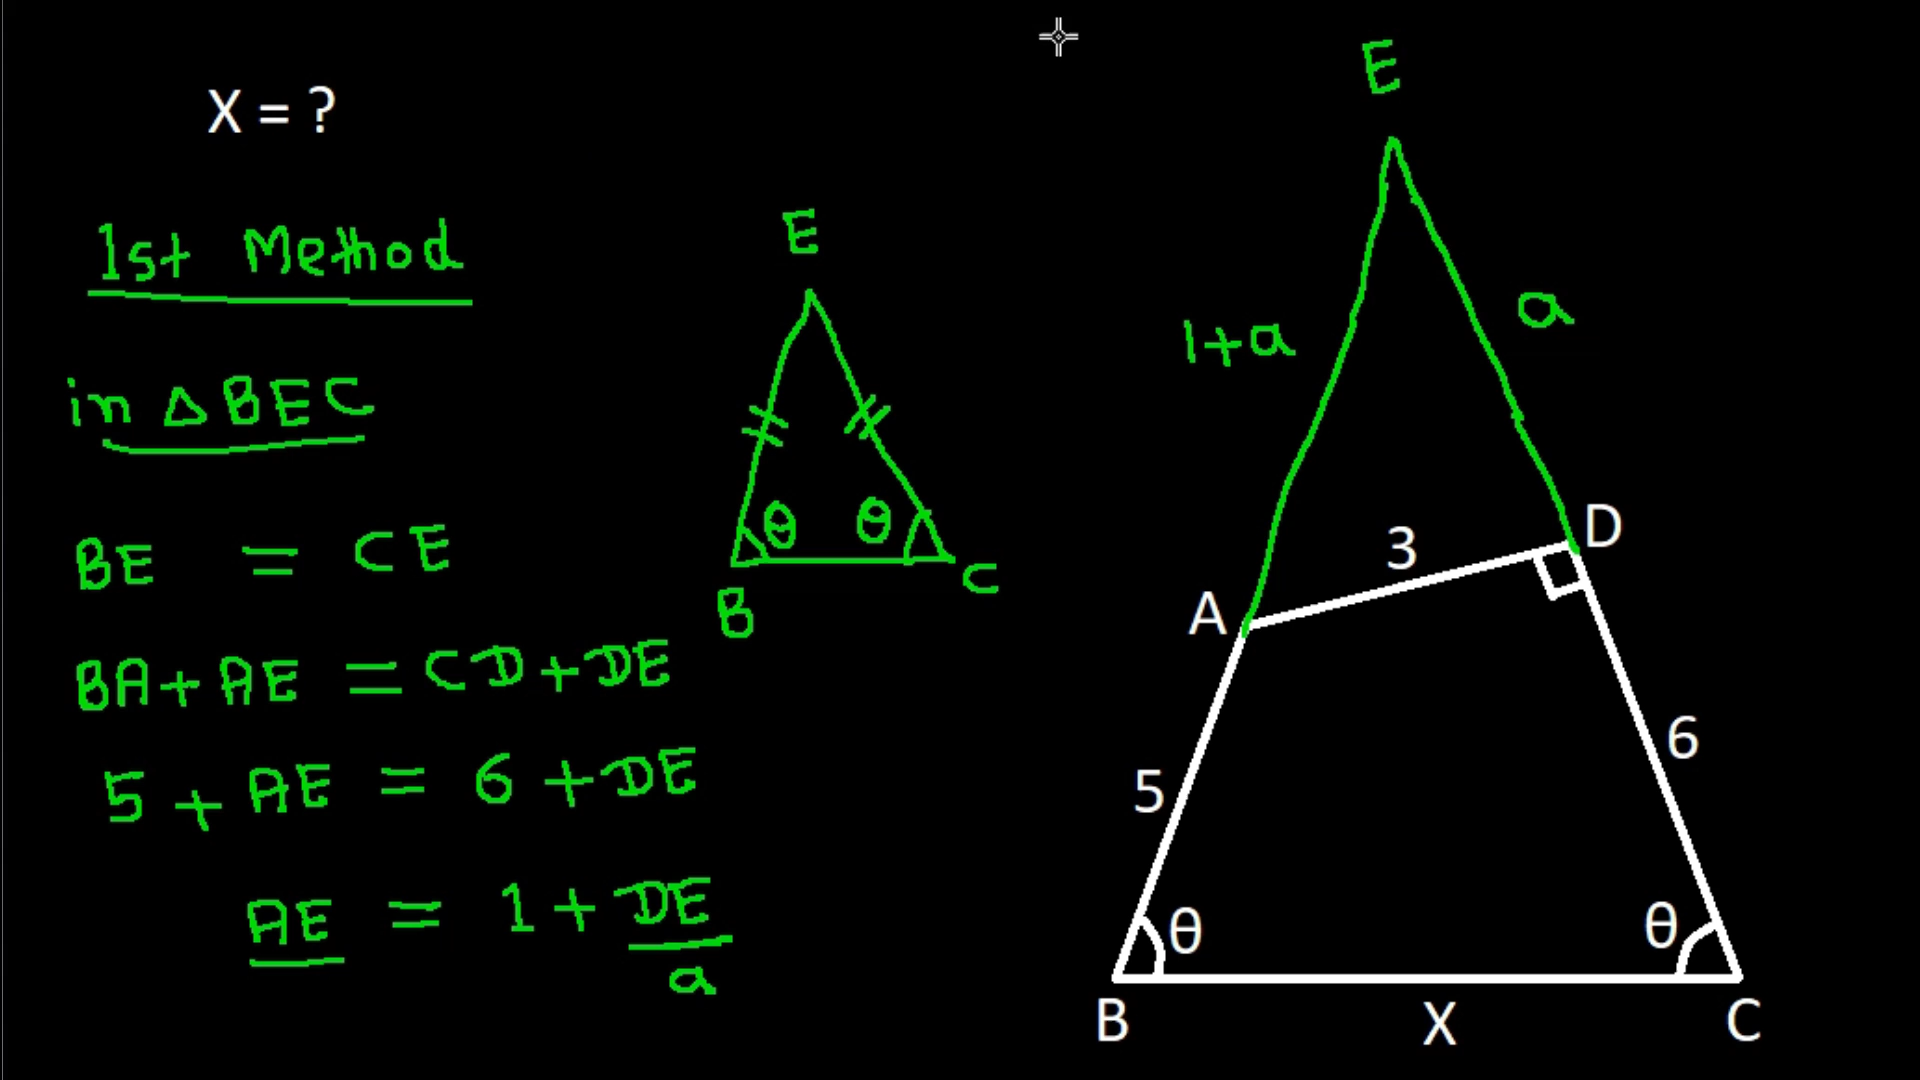 X = ?
1st Method
in △ BEC
BE = CE
BA + AE = CD + DE
5 + AE = 6 + DE
AE = 1 + DE
a
E
θ θ
B C
E
1+a a
A 3 D
5 6
θ θ
B X C